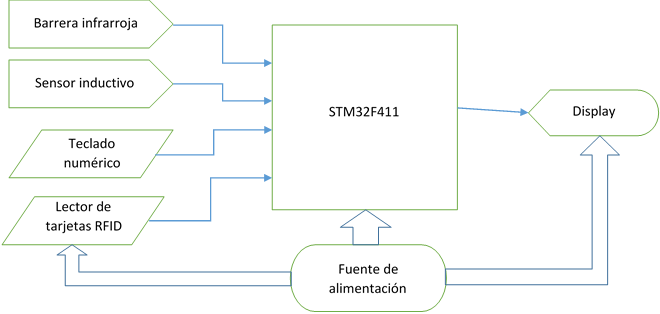 Barrera infrarroja
Sensor inductivo
Teclado
numérico
Lector de
tarjetas RFID
STM32F411
Display
Fuente de
alimentación